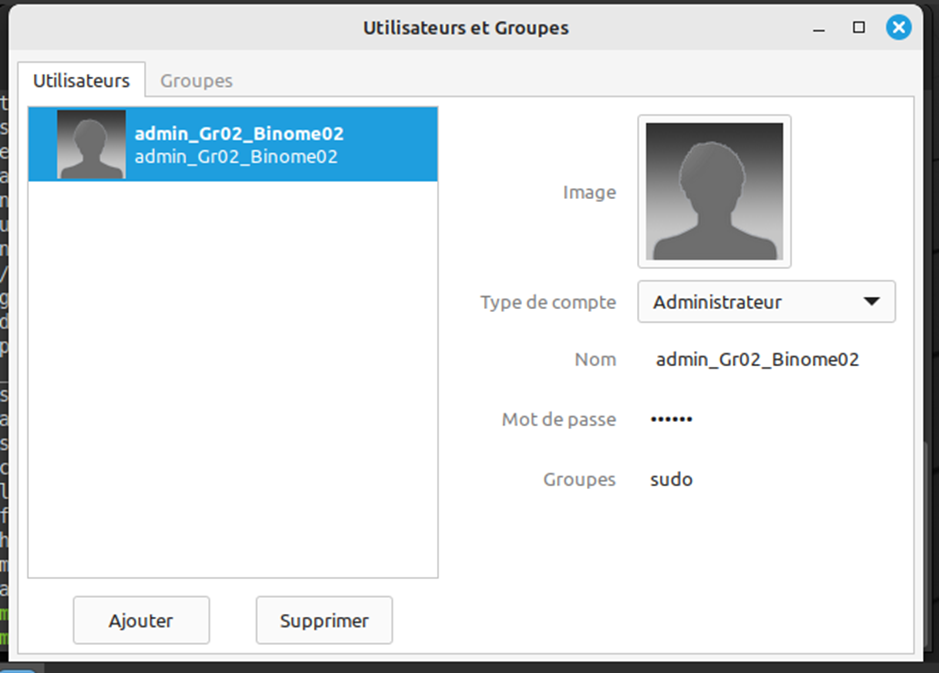 Utilisateurs et Groupes
Utilisateurs
Groupes
admin_Gr02_Binome02
admin_Gr02_Binome02
Image
Type de compte
Administrateur
Nom
admin_Gr02_Binome02
Mot de passe
••••••
Groupes
sudo
Ajouter
Supprimer